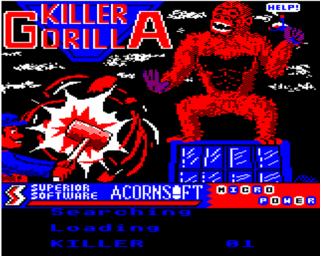 KILLER
GORILLA
HELP!
SUPERIOR
SOFTWARE
ACORNSOFT
MICRO
POWER
Searching
Loading
KILLER 01